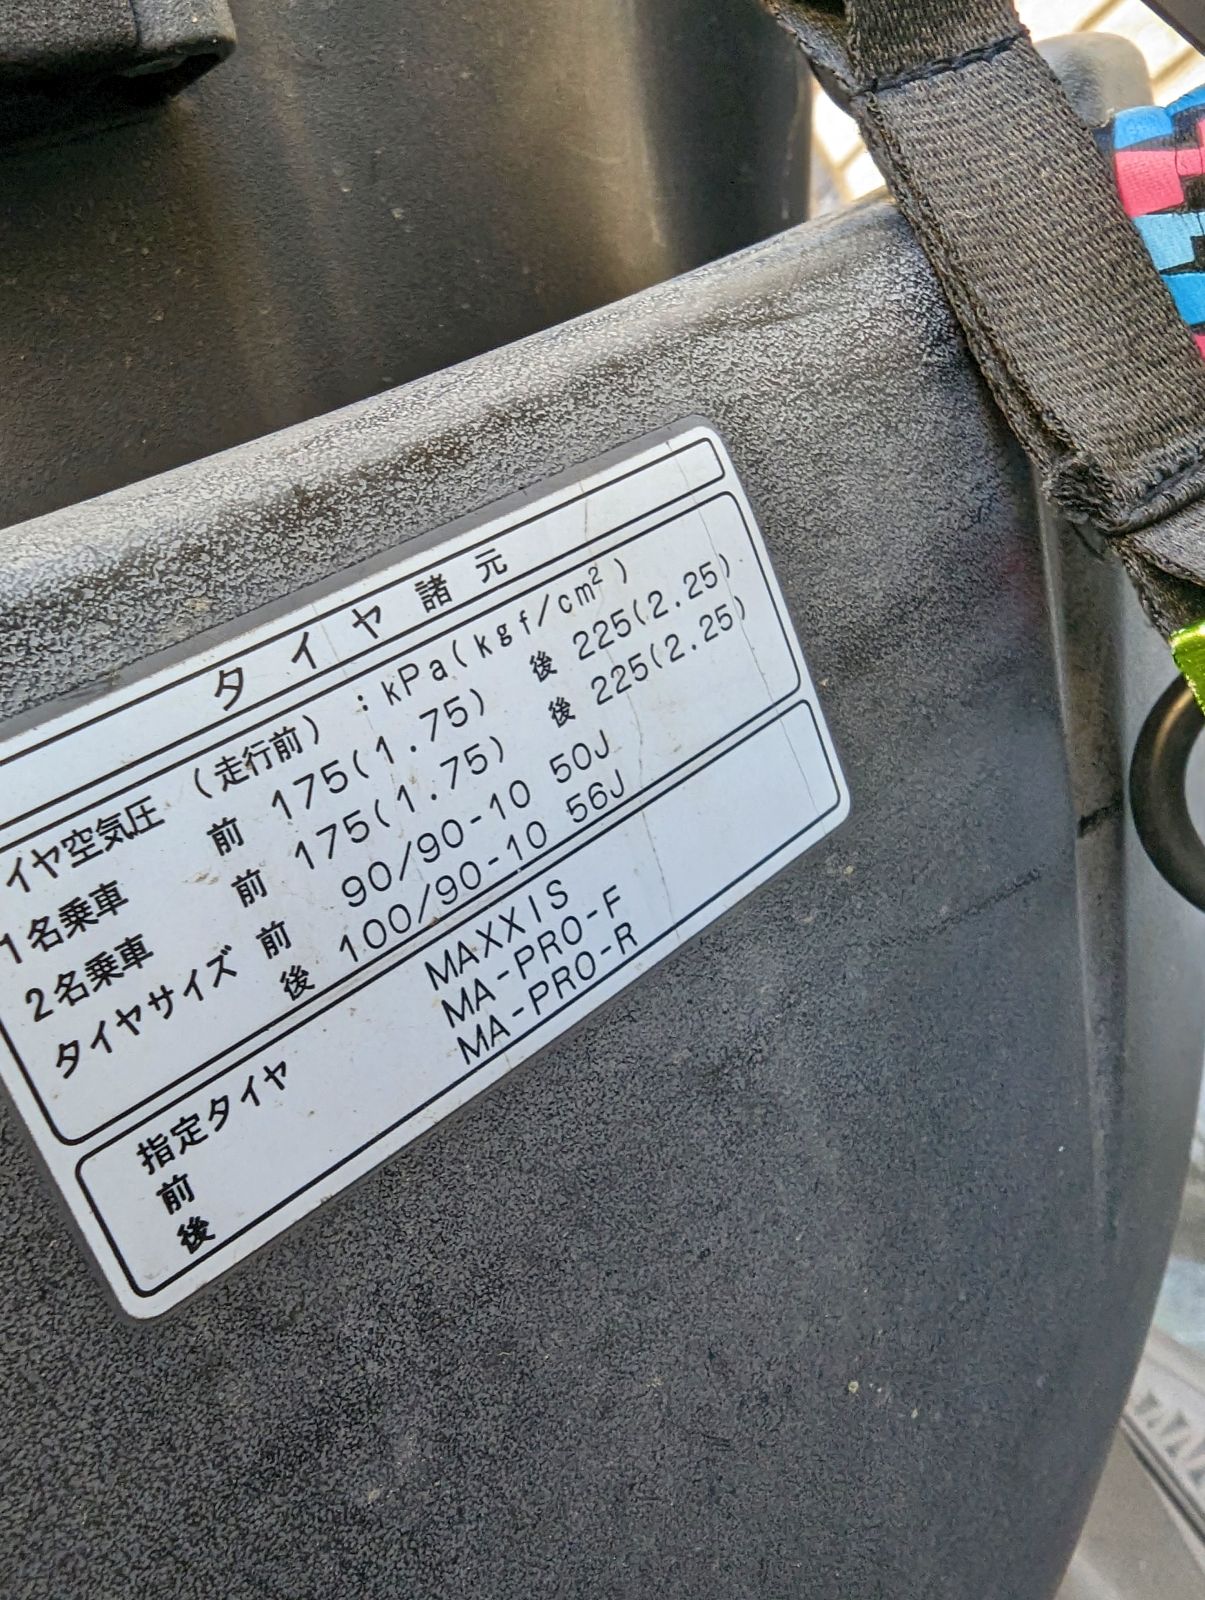 タイヤ諸元
イヤ空気圧（走行前）：kPa(kgf/cm²)
1名乗車 前 175(1.75) 後 225(2.25)
2名乗車 前 175(1.75) 後 225(2.25)
タイヤサイズ 前 90/90-10 50J
後 100/90-10 56J
指定タイヤ MAXXIS
前 MA-PRO-F
後 MA-PRO-R